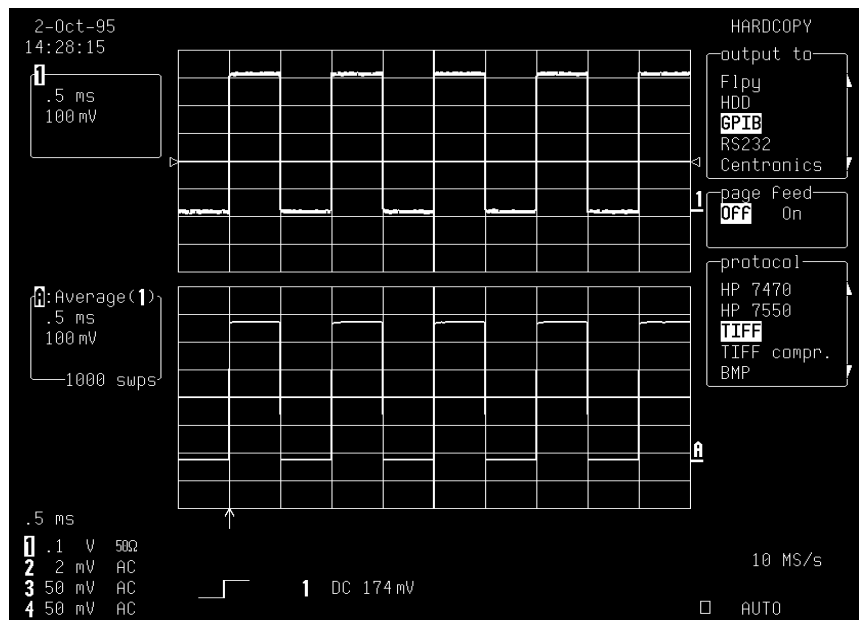 2-Oct-95
14:28:15
1
.5 ms
100 mV
A:Average(1)
.5 ms
100 mV
1000 swps
1
A
HARDCOPY
output to
Flpy
HDD
GPIB
RS232
Centronics
page feed
OFF On
protocol
HP 7470
HP 7550
TIFF
TIFF compr.
BMP
.5 ms
1 .1 V 50Ω
2 2 mV AC
3 50 mV AC
4 50 mV AC
1 DC 174 mV
10 MS/s
AUTO